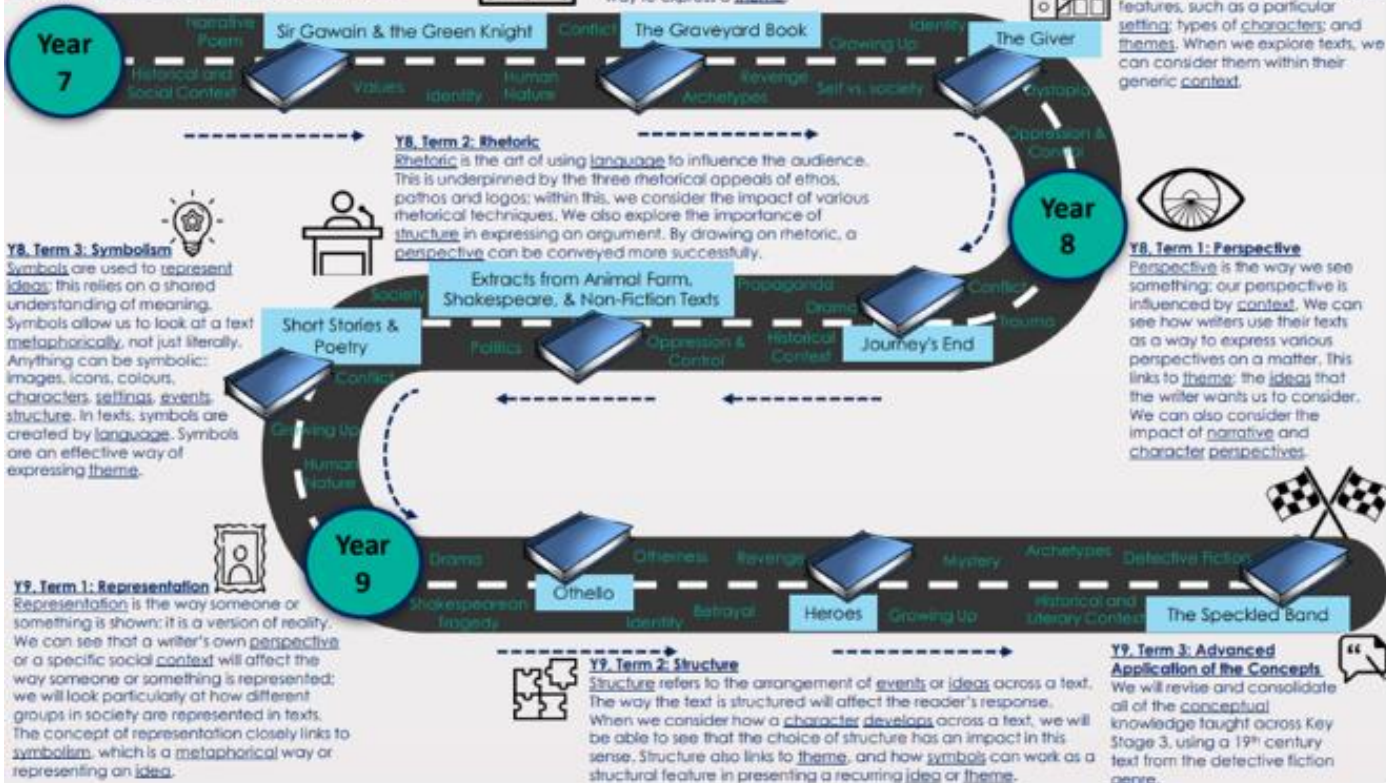 features, such as a particular
setting; types of characters; and
themes. When we explore texts, we
can consider them within their
generic context.
Year
7
Narrative
Poem
Sir Gawain & the Green Knight
Conflict
The Graveyard Book
Growing Up
Identity
The Giver
Historical and
Social Context
Values
Identity
Human
Nature
Archetypes
Revenge
Self vs. society
Dystopia
Oppression &
Control
Year
8
Y8, Term 1: Perspective
Perspective is the way we see
something: our perspective is
influenced by context. We can
see how writers use their texts
as a way to express various
perspectives on a matter. This
links to theme: the ideas that
the writer wants us to consider.
We can also consider the
impact of narrative and
character perspectives.
Y8, Term 2: Rhetoric
Rhetoric is the art of using language to influence the audience.
This is underpinned by the three rhetorical appeals of ethos,
pathos and logos; within this, we consider the impact of various
rhetorical techniques. We also explore the importance of
structure in expressing an argument. By drawing on rhetoric, a
perspective can be conveyed more successfully.
Conflict
Trauma
Journey's End
Drama
Historical
Context
Propaganda
Extracts from Animal Farm,
Shakespeare, & Non-Fiction Texts
Oppression &
Control
Politics
Society
Short Stories &
Poetry
Conflict
Growing Up
Human
Nature
Y8, Term 3: Symbolism
Symbols are used to represent
ideas: this relies on a shared
understanding of meaning.
Symbols allow us to look at a text
metaphorically, not just literally.
Anything can be symbolic:
images, icons, colours,
characters, settings, events,
structure. In texts, symbols are
created by language. Symbols
are an effective way of
expressing theme.
Year
9
Y9, Term 1: Representation
Representation is the way someone or
something is shown: it is a version of reality.
We can see that a writer's own perspective
or a specific social context will affect the
way someone or something is represented;
we will look particularly at how different
groups in society are represented in texts.
The concept of representation closely links to
symbolism, which is a metaphorical way or
representing an idea.
Drama
Shakespearean
Tragedy
Othello
Otherness
Identity
Betrayal
Revenge
Heroes
Growing Up
Mystery
Archetypes
Detective Fiction
Historical and
Literary Context
The Speckled Band
Y9, Term 2: Structure
Structure refers to the arrangement of events or ideas across a text.
The way the text is structured will affect the reader's response.
When we consider how a character develops across a text, we will
be able to see that the choice of structure has an impact in this
sense. Structure also links to theme, and how symbols can work as a
structural feature in presenting a recurring idea or theme.
Y9, Term 3: Advanced
Application of the Concepts
We will revise and consolidate
all of the conceptual
knowledge taught across Key
Stage 3, using a 19th century
text from the detective fiction
genre.